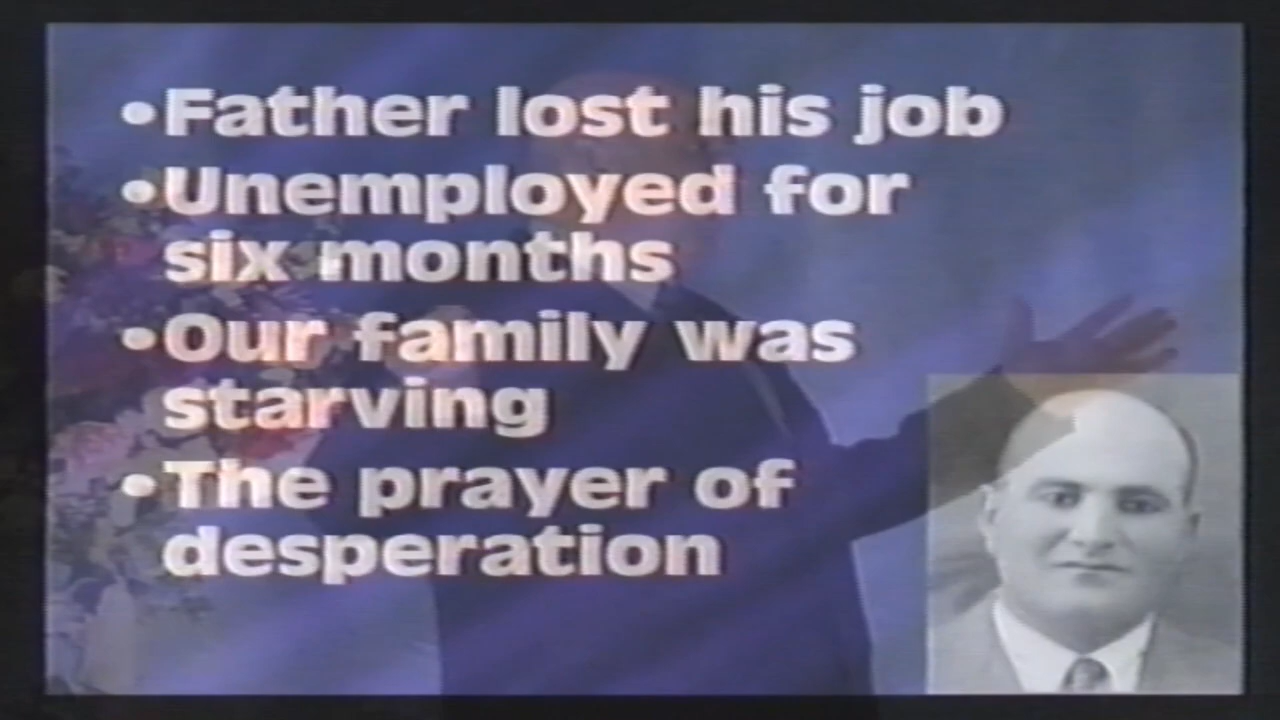 •Father lost his job
•Unemployed for
six months
•Our family was
starving
•The prayer of
desperation